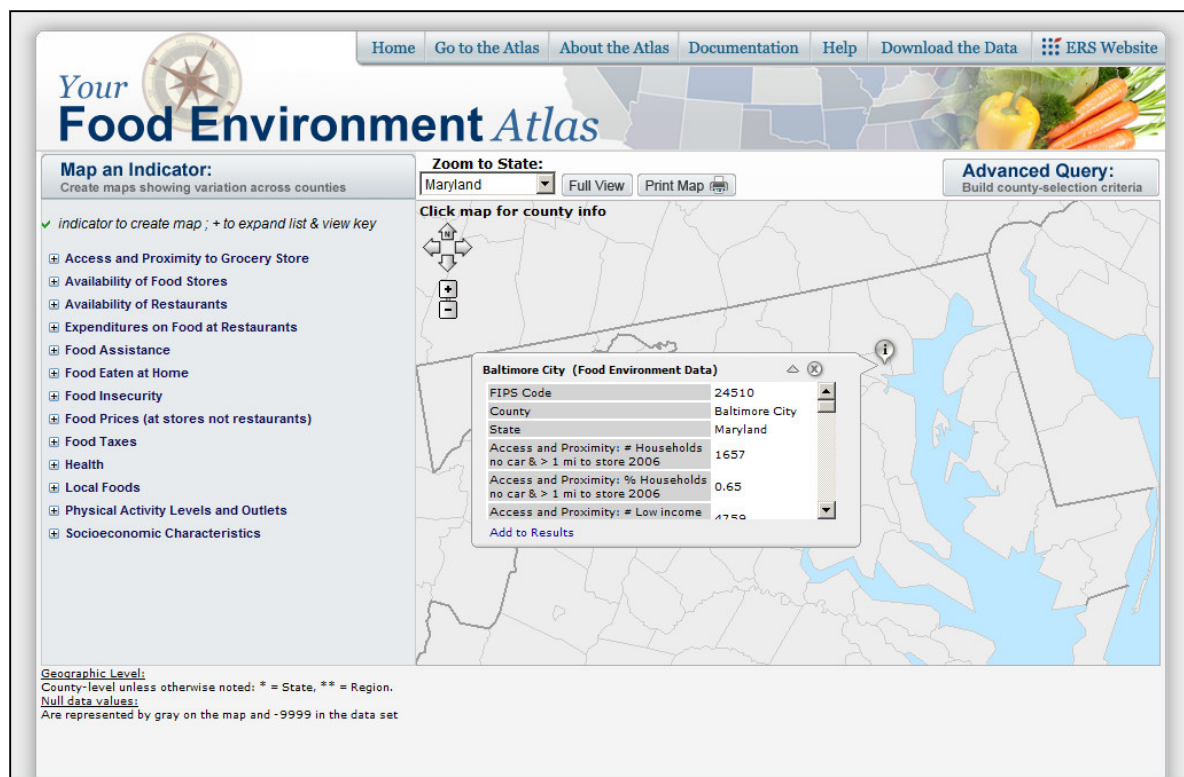 Home Go to the Atlas About the Atlas Documentation Help Download the Data ERS Website
Your
Food Environment Atlas
Map an Indicator:
Create maps showing variation across counties
Zoom to State:
Maryland Full View Print Map
Advanced Query:
Build county-selection criteria
indicator to create map ; + to expand list & view key
Access and Proximity to Grocery Store
Availability of Food Stores
Availability of Restaurants
Expenditures on Food at Restaurants
Food Assistance
Food Eaten at Home
Food Insecurity
Food Prices (at stores not restaurants)
Food Taxes
Health
Local Foods
Physical Activity Levels and Outlets
Socioeconomic Characteristics
Click map for county info
N
i
Baltimore City (Food Environment Data)
FIPS Code 24510
County Baltimore City
State Maryland
Access and Proximity: # Households
no car & > 1 mi to store 2006 1657
Access and Proximity: % Households
no car & > 1 mi to store 2006 0.65
Access and Proximity: # Low income 4759
Add to Results
Geographic Level:
County-level unless otherwise noted: * = State, ** = Region.
Null data values:
Are represented by gray on the map and -9999 in the data set